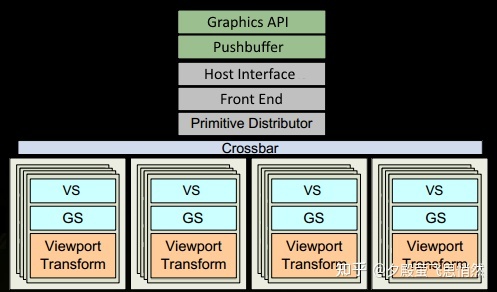 Graphics API
Pushbuffer
Host Interface
Front End
Primitive Distributor
Crossbar
VS
GS
Viewport
Transform
VS
GS
Viewport
Transform
VS
GS
Viewport
Transform
VS
GS
Viewport
Transform
知乎